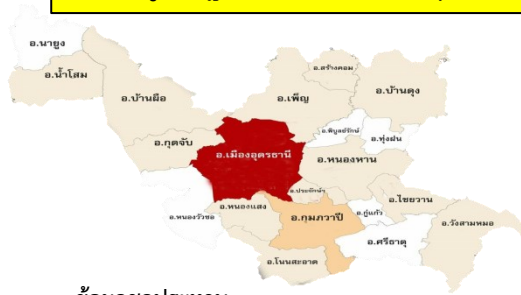 อ.นายูง
อ.น้ำโสม
อ.บ้านผือ
อ.สร้างคอม
อ.เพ็ญ
อ.บ้านดุง
อ.กุดจับ
อ.เมืองอุดรธานี
อ.พิบูลย์รักษ์
อ.ทุ่งฝน
อ.หนองหาน
อ.ประจักษ์ฯ
อ.ไชยวาน
อ.หนองวัวซอ
อ.หนองแสง
อ.กุมภวาปี
อ.กู่แก้ว
อ.วังสามหมอ
อ.ศรีธาตุ
อ.โนนสะอาด